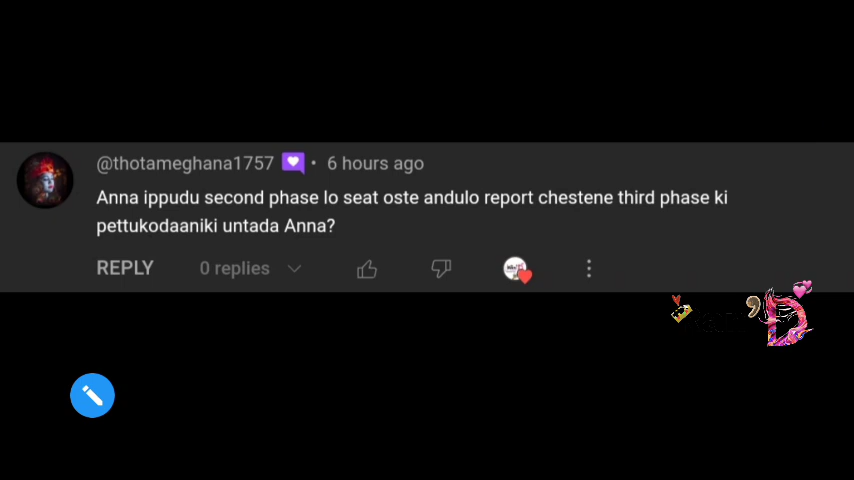 @thotameghana1757 • 6 hours ago
Anna ippudu second phase lo seat oste andulo report chestene third phase ki
pettukodaaniki untada Anna?
REPLY 0 replies
'D